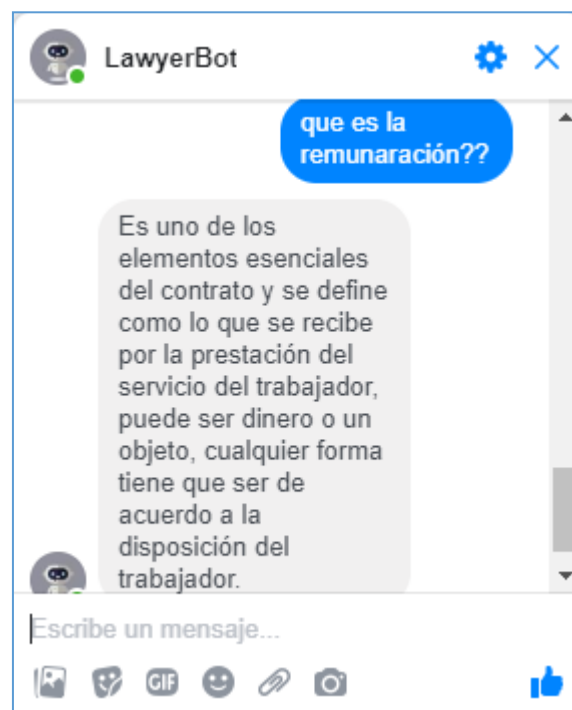 LawyerBot
que es la
remunaración??
Es uno de los
elementos esenciales
del contrato y se define
como lo que se recibe
por la prestación del
servicio del trabajador,
puede ser dinero o un
objeto, cualquier forma
tiene que ser de
acuerdo a la
disposición del
trabajador.
Escribe un mensaje...
GIF